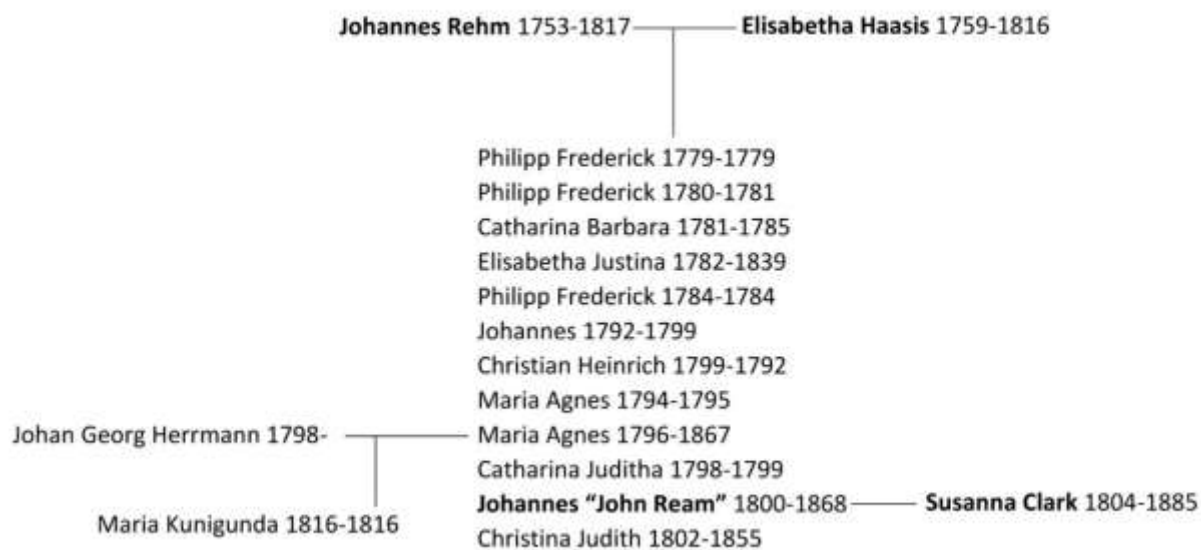 Johannes Rehm 1753-1817 Elisabetha Haasis 1759-1816
Philipp Frederick 1779-1779
Philipp Frederick 1780-1781
Catharina Barbara 1781-1785
Elisabetha Justina 1782-1839
Philipp Frederick 1784-1784
Johannes 1792-1799
Christian Heinrich 1799-1792
Maria Agnes 1794-1795
Johan Georg Herrmann 1798- Maria Agnes 1796-1867
Catharina Juditha 1798-1799
Johannes “John Ream” 1800-1868 Susanna Clark 1804-1885
Maria Kunigunda 1816-1816
Christina Judith 1802-1855